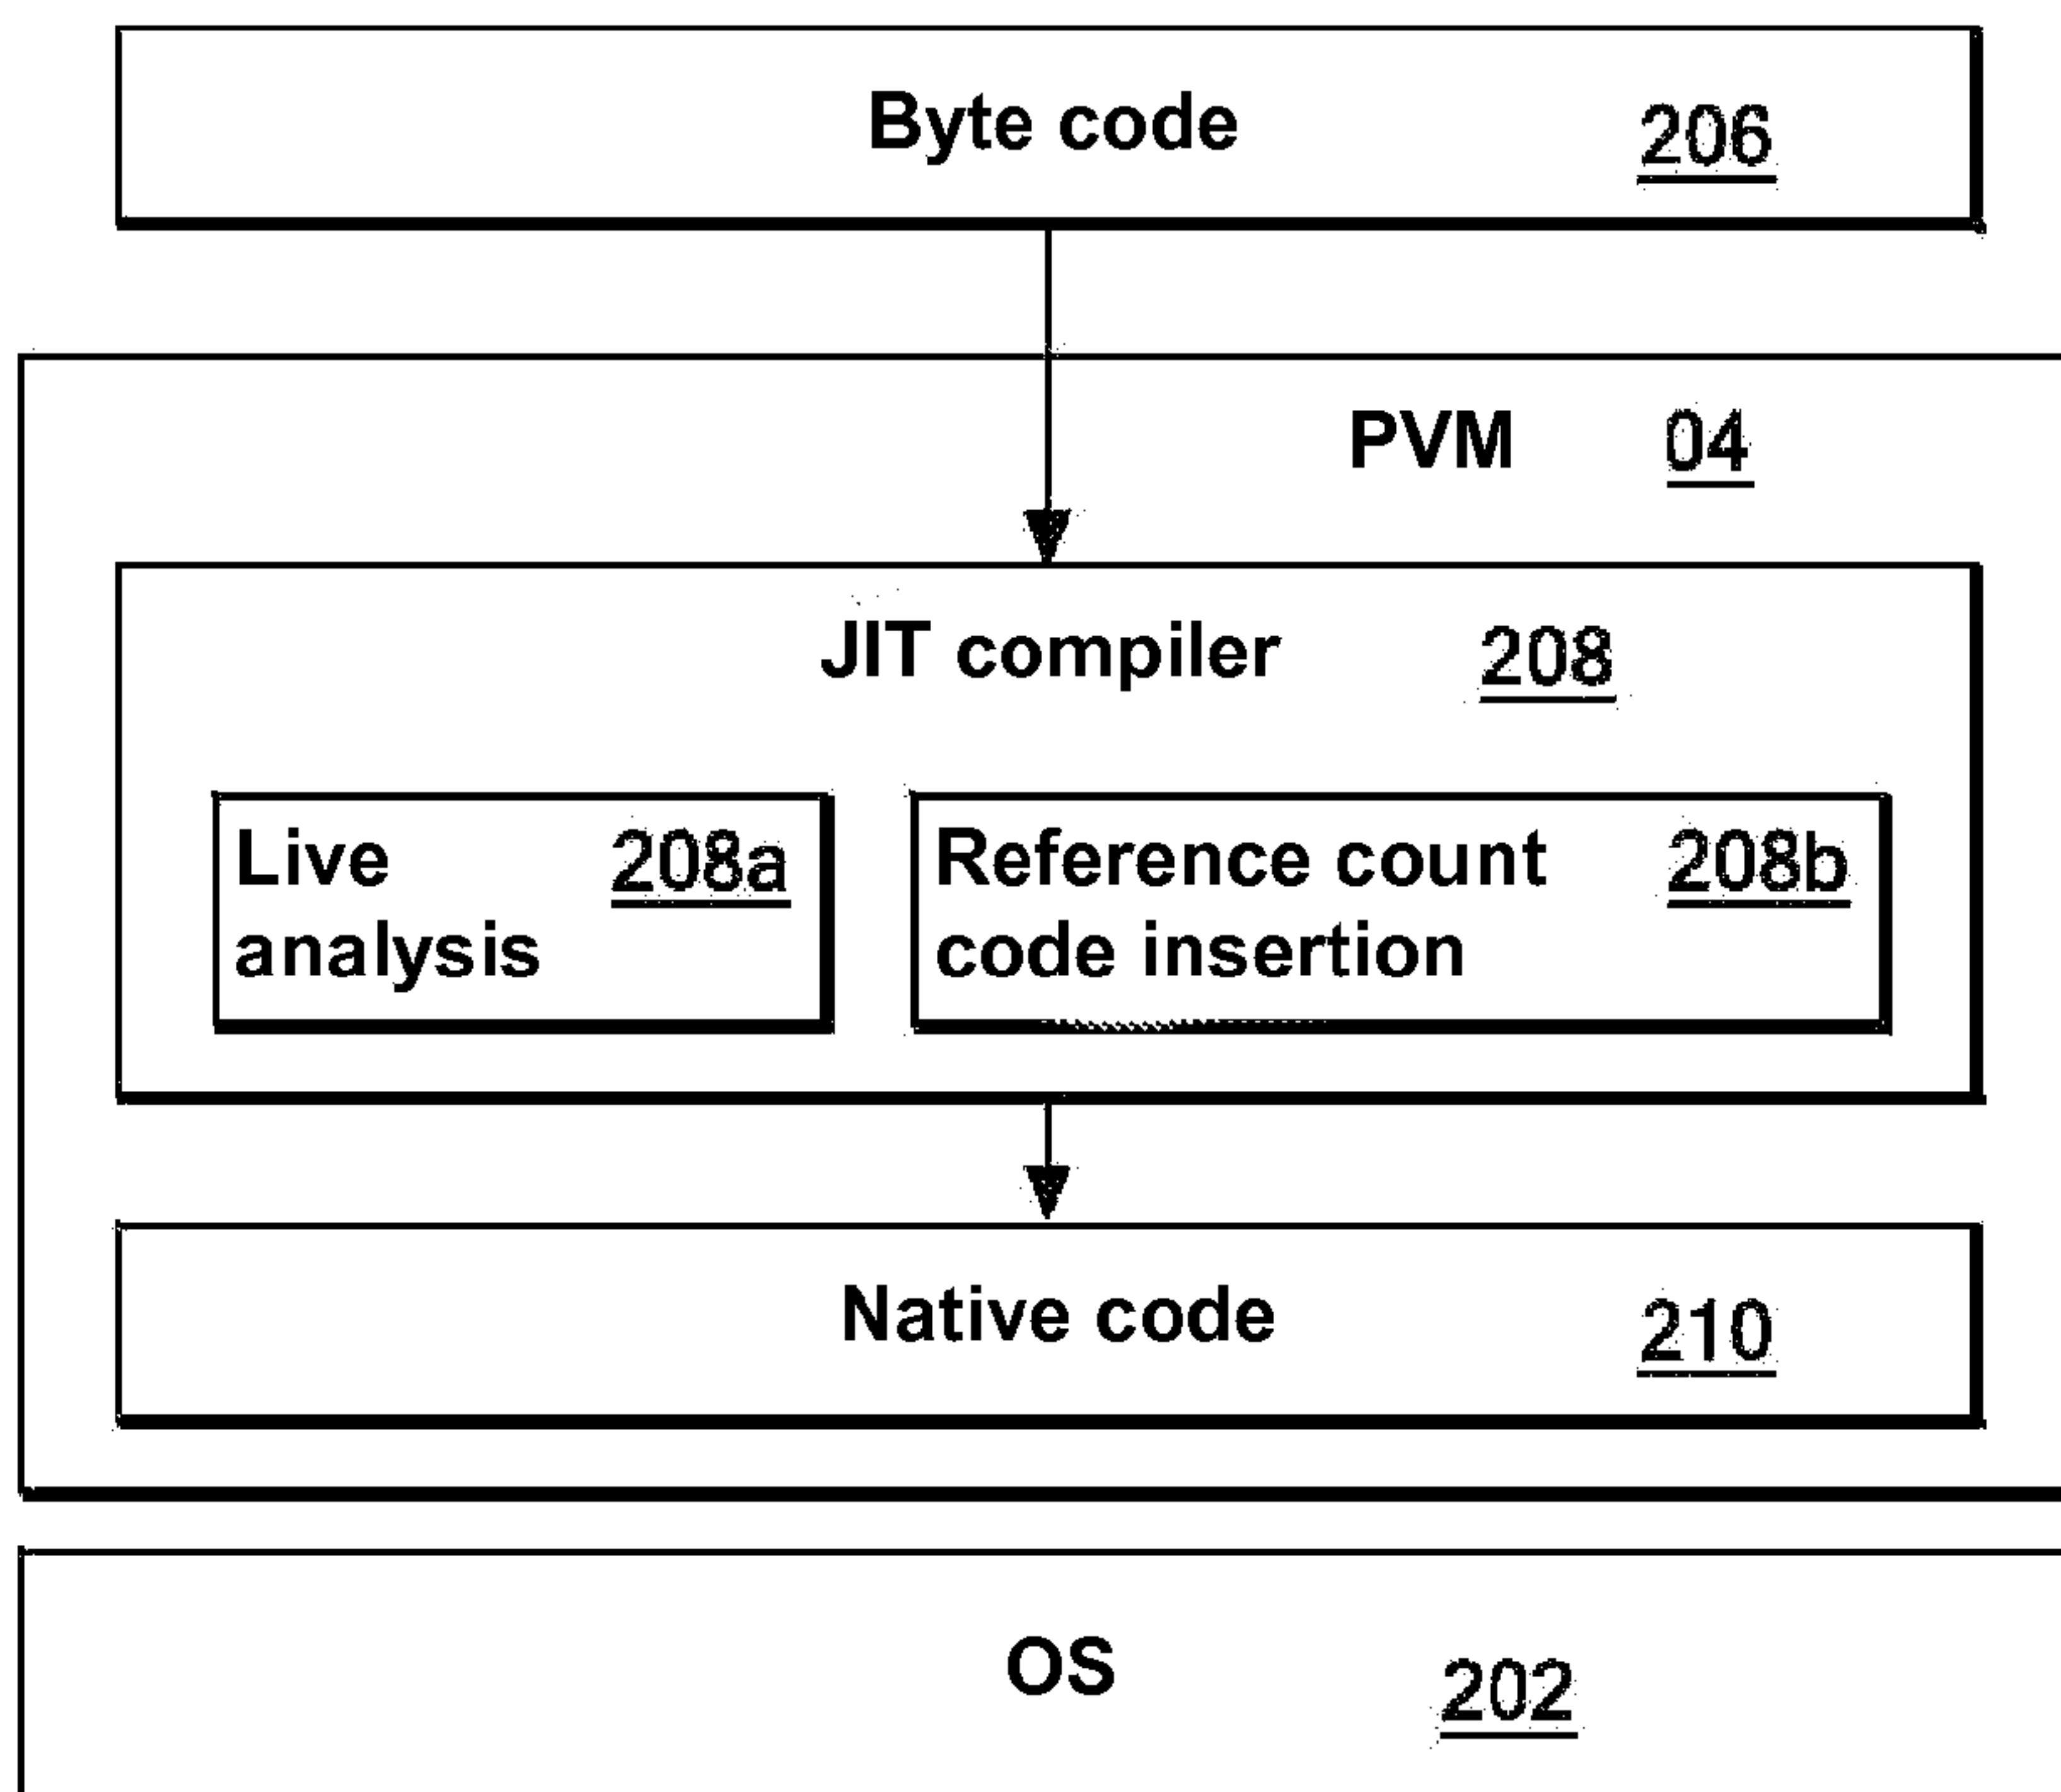 Byte code 206
PVM 04
JIT compiler 208
Live 208a
analysis
Reference count 208b
code insertion
Native code 210
OS 202